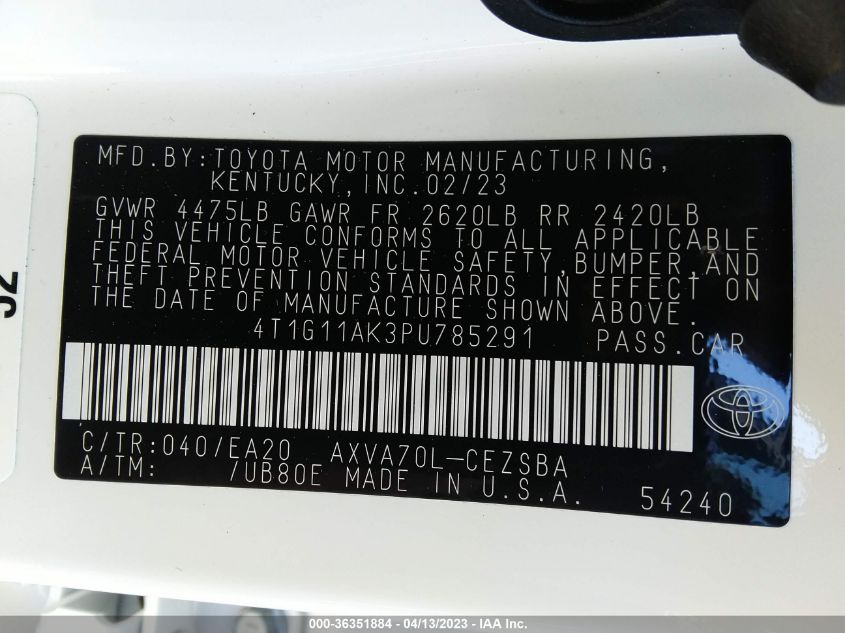 MFD.BY:TOYOTA MOTOR MANUFACTURING,
KENTUCKY,INC.02/23
GVWR 4475LB GAWR FR 2620LB RR 2420LB
THIS VEHICLE CONFORMS TO ALL APPLICABLE
FEDERAL MOTOR VEHICLE SAFETY,BUMPER,AND
THEFT PREVENTION STANDARDS IN EFFECT ON
THE DATE OF MANUFACTURE SHOWN ABOVE.
4T1G11AK3PU785291 PASS.CAR
C/TR:040/EA20 AXVA70L-CEZSBA
A/TM: /UB80E MADE IN U.S.A.
54240
000-36351884 - 04/13/2023 - IAA Inc.